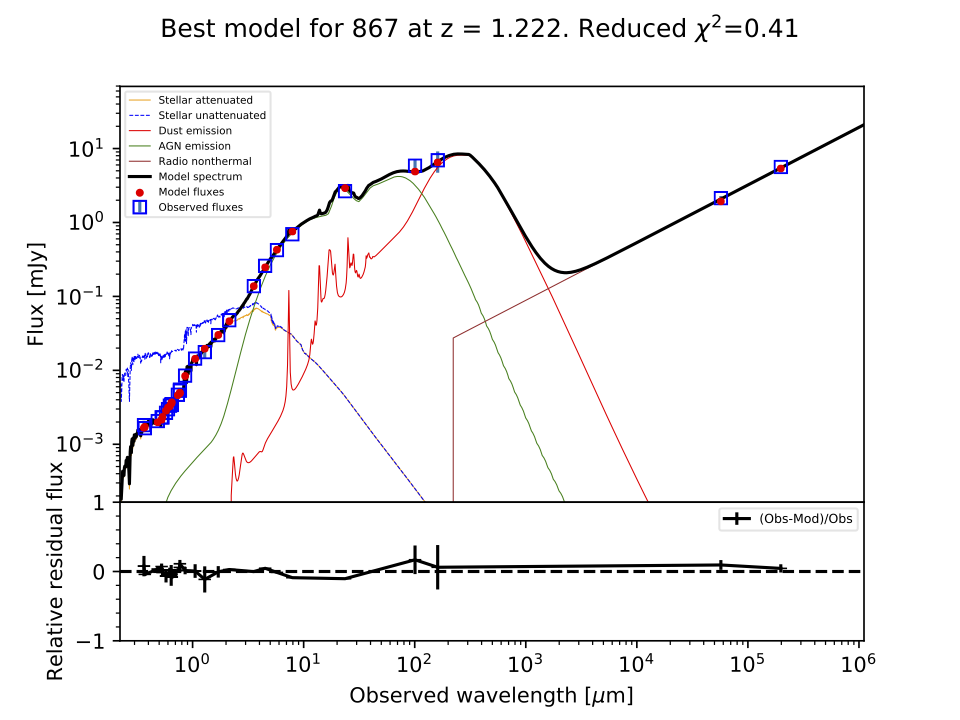 Best model for 867 at z = 1.222. Reduced χ²=0.41
Stellar attenuated
Stellar unattenuated
Dust emission
AGN emission
Radio nonthermal
Model spectrum
Model fluxes
Observed fluxes
Flux [mJy]
10¹
10⁰
10⁻¹
10⁻²
10⁻³
Relative residual flux
1
0
−1
(Obs-Mod)/Obs
10⁰ 10¹ 10² 10³ 10⁴ 10⁵ 10⁶
Observed wavelength [μm]